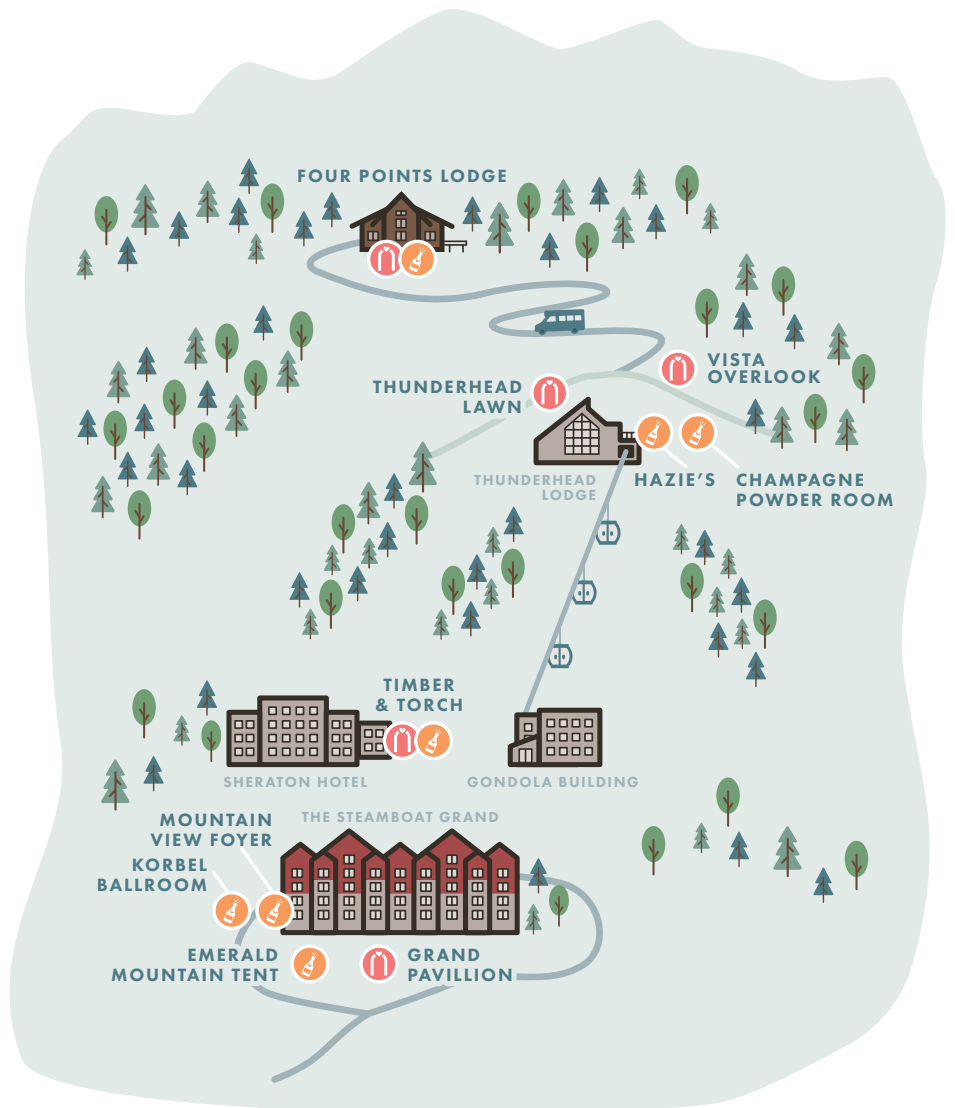 FOUR POINTS LODGE
VISTA
OVERLOOK
THUNDERHEAD
LAWN
THUNDERHEAD
LODGE
HAZIE'S
CHAMPAGNE
POWDER ROOM
TIMBER
& TORCH
SHERATON HOTEL
GONDOLA BUILDING
THE STEAMBOAT GRAND
MOUNTAIN
VIEW FOYER
KORBEL
BALLROOM
EMERALD
MOUNTAIN TENT
GRAND
PAVILLION